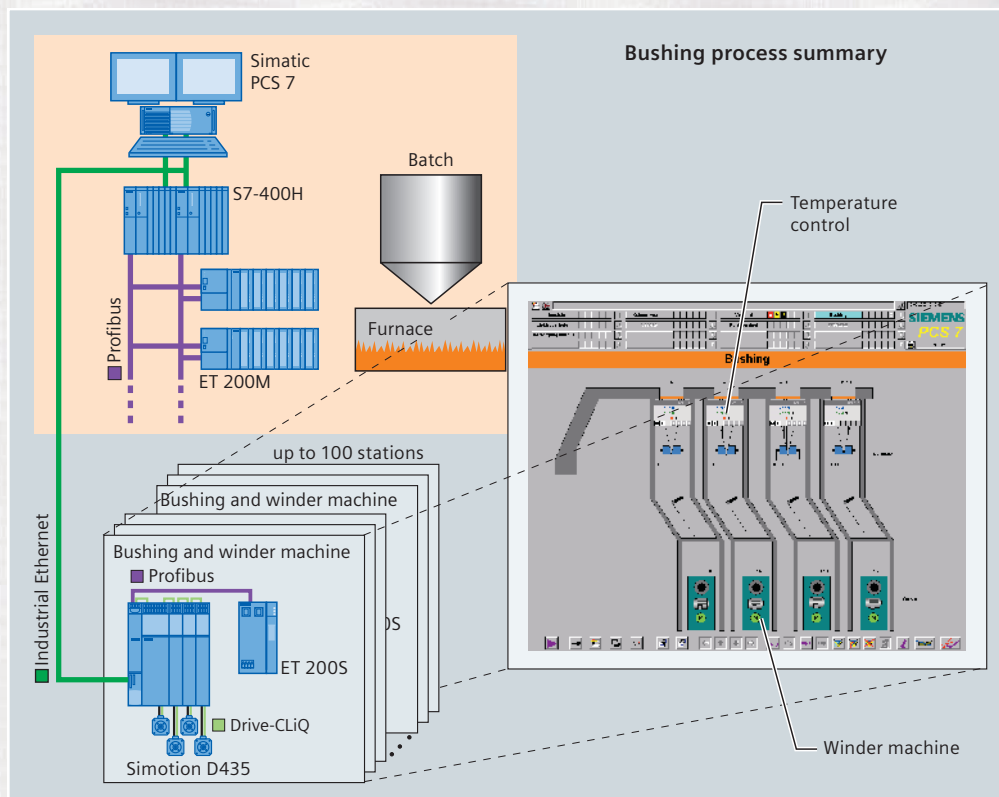 Bushing process summary
Simatic
PCS 7
S7-400H
Batch
Temperature
control
Profibus
Furnace
ET 200M
SIEMENS
PCS 7
Bushing
up to 100 stations
Bushing and winder machine
Bushing and winder machine
Profibus
0S
ET 200S
Industrial Ethernet
Drive-CLiQ
Simotion D435
Winder machine